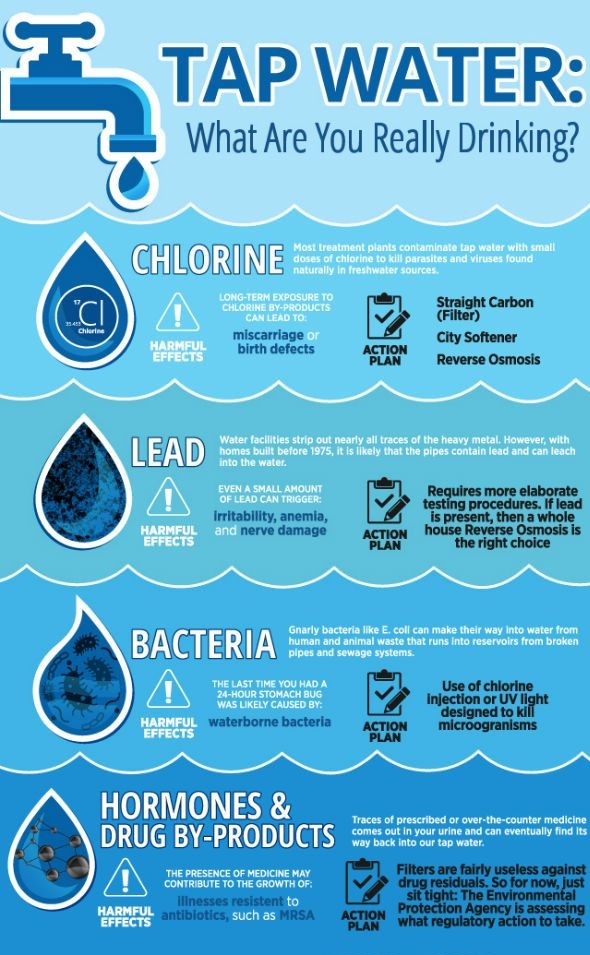 TAP WATER:
What Are You Really Drinking?
CHLORINE
Most treatment plants contaminate tap water with small
doses of chlorine to kill parasites and viruses found
naturally in freshwater sources.
17
Cl
35.453
Chlorine
HARMFUL
EFFECTS
LONG-TERM EXPOSURE TO
CHLORINE BY-PRODUCTS
CAN LEAD TO:
miscarriage or
birth defects
ACTION
PLAN
Straight Carbon
(Filter)
City Softener
Reverse Osmosis
LEAD
Water facilities strip out nearly all traces of the heavy metal. However, with
homes built before 1975, it is likely that the pipes contain lead and can leach
into the water.
HARMFUL
EFFECTS
EVEN A SMALL AMOUNT
OF LEAD CAN TRIGGER:
irritability, anemia,
and nerve damage
ACTION
PLAN
Requires more elaborate
testing procedures. If lead
is present, then a whole
house Reverse Osmosis is
the right choice
BACTERIA
Gnarly bacteria like E. coli can make their way into water from
human and animal waste that runs into reservoirs from broken
pipes and sewage systems.
HARMFUL
EFFECTS
THE LAST TIME YOU HAD A
24-HOUR STOMACH BUG
WAS LIKELY CAUSED BY:
waterborne bacteria
ACTION
PLAN
Use of chlorine
injection or UV light
designed to kill
microogranisms
HORMONES &
DRUG BY-PRODUCTS
Traces of prescribed or over-the-counter medicine
comes out in your urine and can eventually find its
way back into our tap water.
HARMFUL
EFFECTS
THE PRESENCE OF MEDICINE MAY
CONTRIBUTE TO THE GROWTH OF:
illnesses resistent to
antibiotics, such as MRSA
ACTION
PLAN
Filters are fairly useless against
drug residuals. So for now, just
sit tight: The Environmental
Protection Agency is assessing
what regulatory action to take.